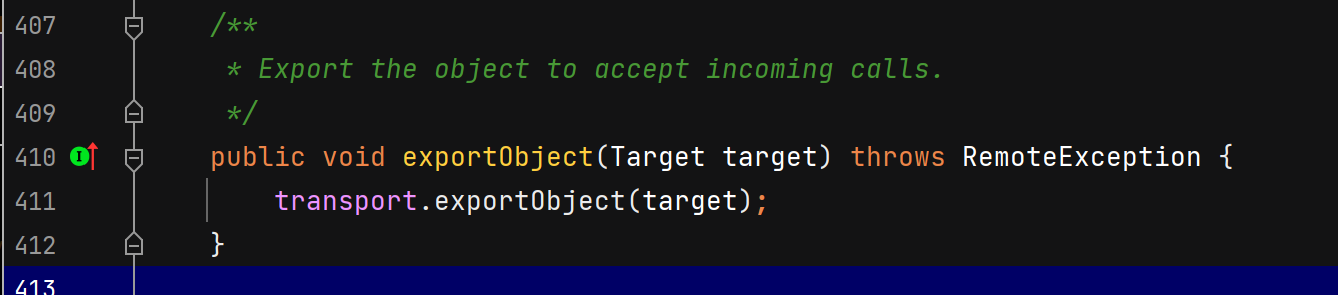 407 /**
408 * Export the object to accept incoming calls.
409 */
410 I public void exportObject(Target target) throws RemoteException {
411 transport.exportObject(target);
412 }
413